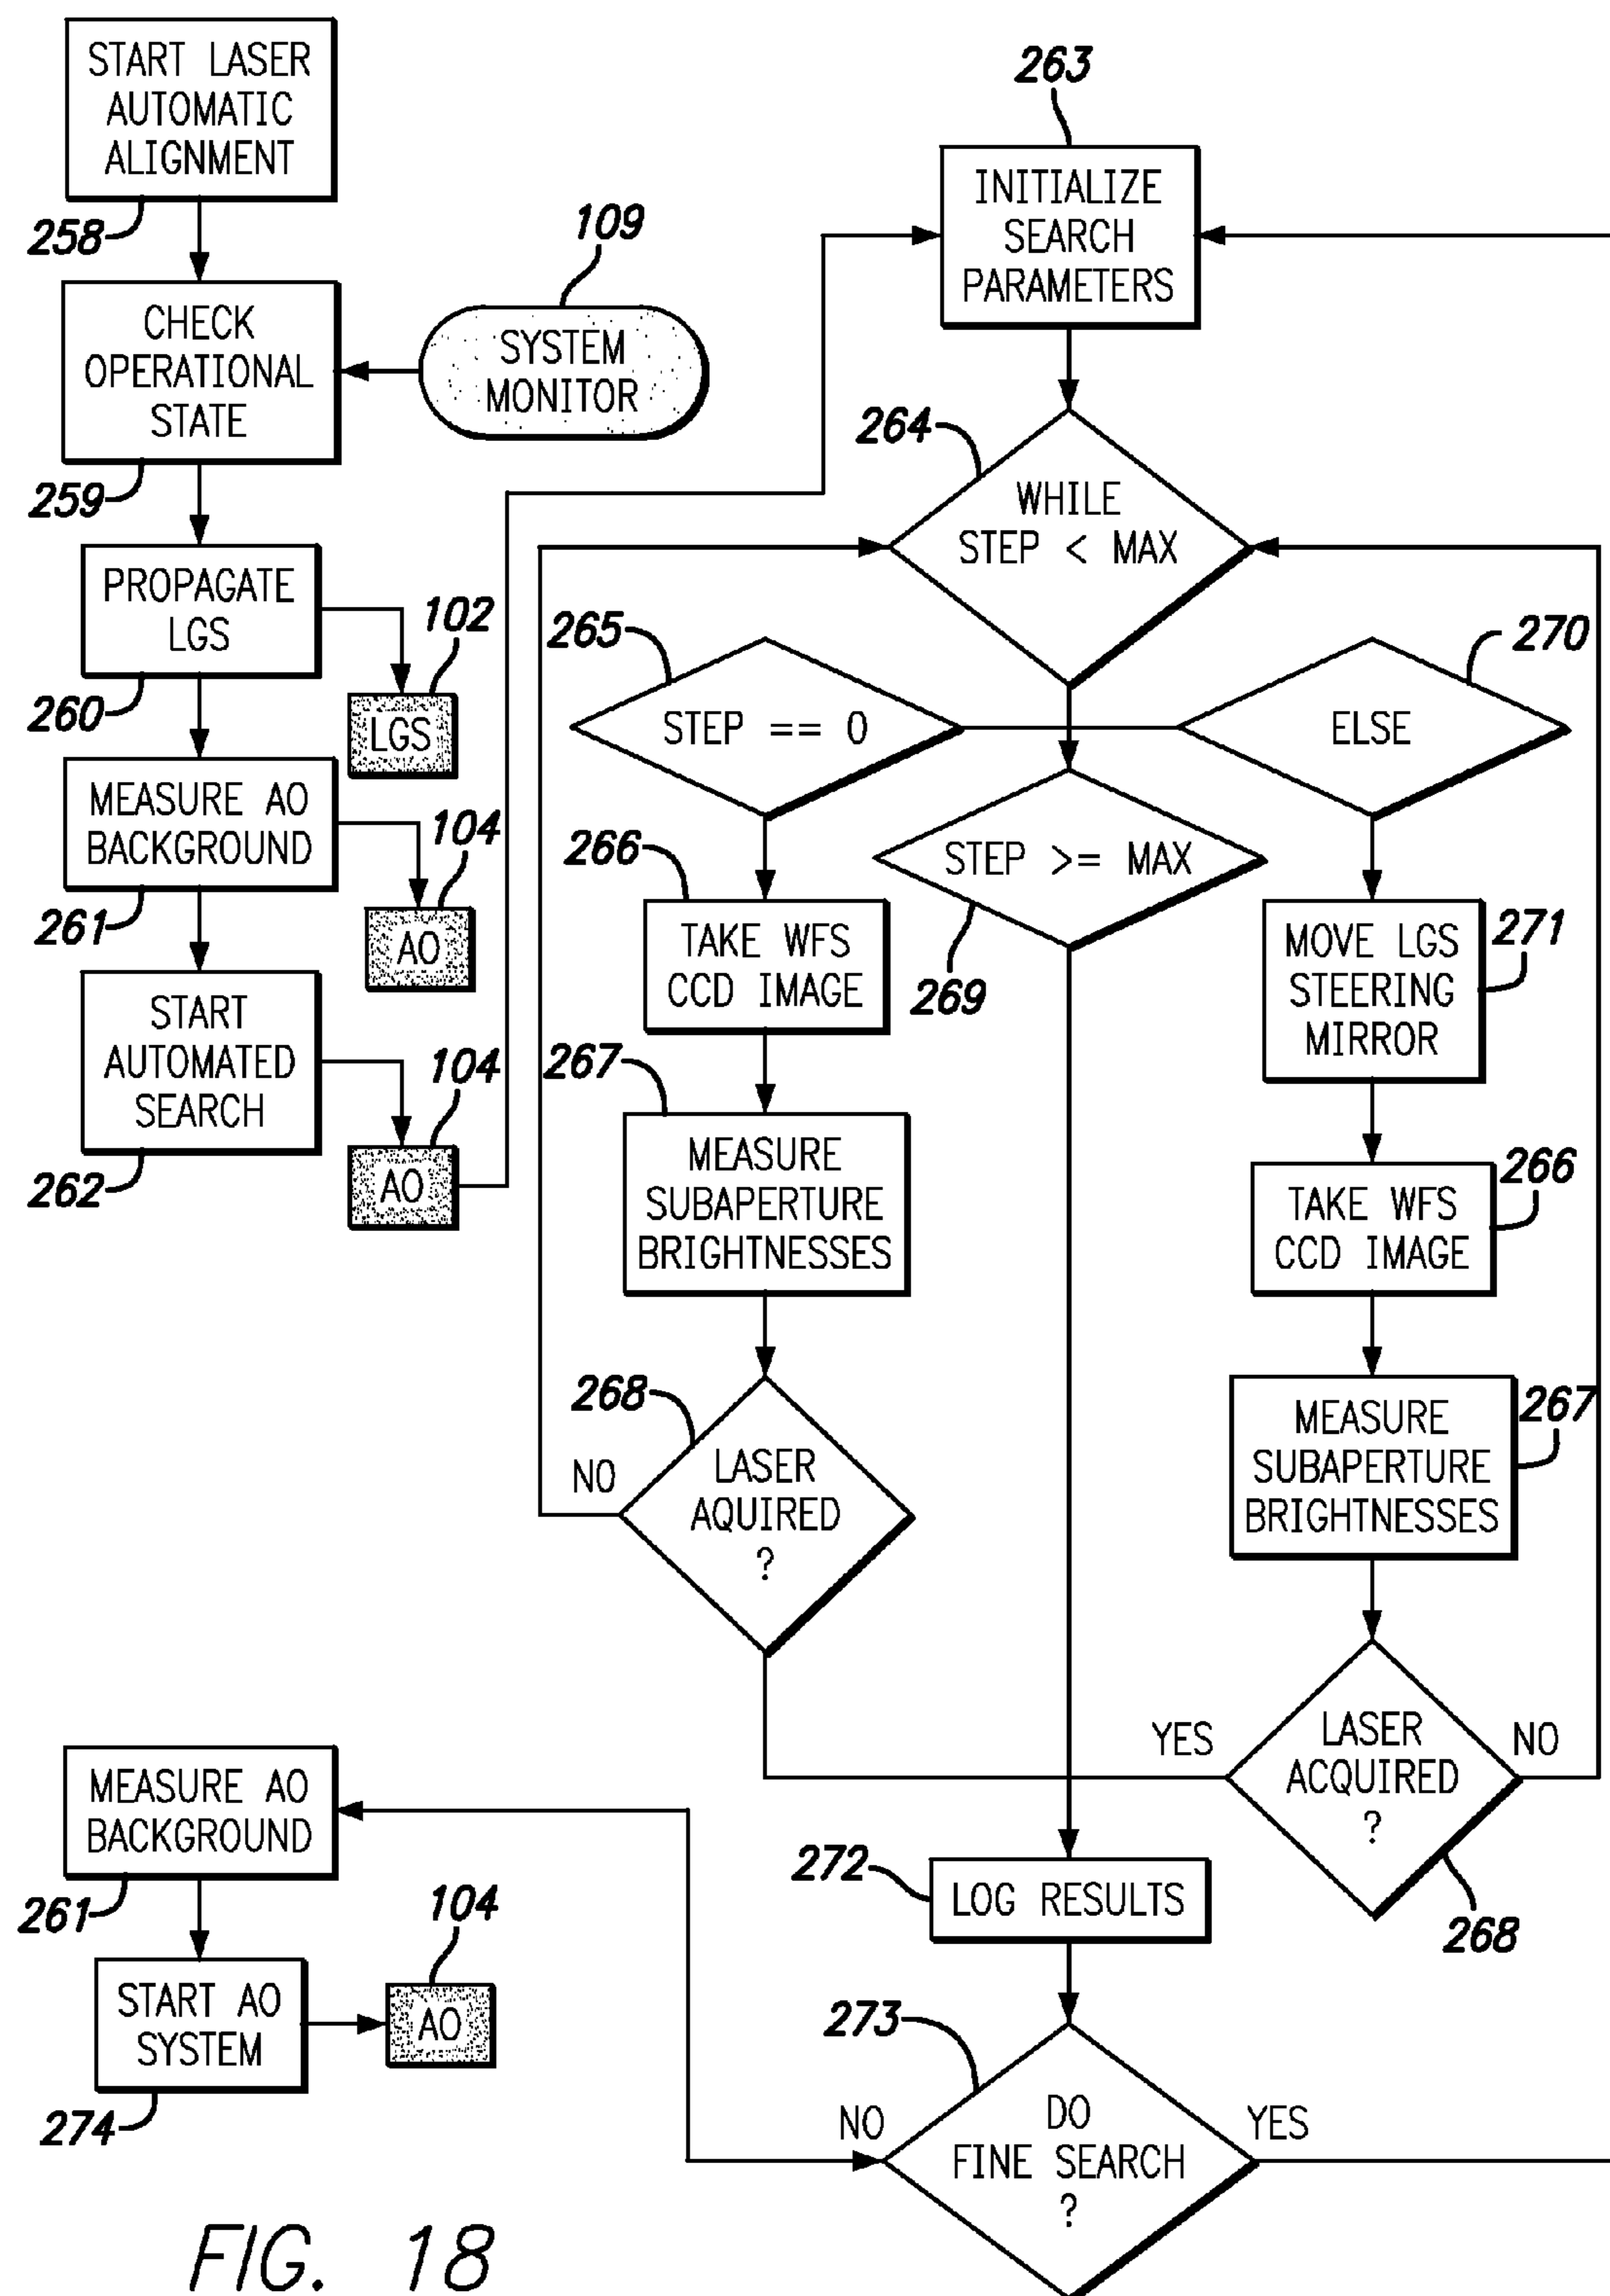 START LASER
AUTOMATIC
ALIGNMENT
258
CHECK
OPERATIONAL
STATE
259
109
SYSTEM
MONITOR
PROPAGATE
LGS
260
102
LGS
MEASURE AO
BACKGROUND
261
104
AO
START
AUTOMATED
SEARCH
262
104
AO
263
INITIALIZE
SEARCH
PARAMETERS
264
WHILE
STEP < MAX
265
STEP == 0
270
ELSE
266
TAKE WFS
CCD IMAGE
STEP >= MAX
269
MOVE LGS
STEERING
MIRROR
271
267
MEASURE
SUBAPERTURE
BRIGHTNESSES
TAKE WFS
CCD IMAGE
266
268
NO
LASER
AQUIRED
?
MEASURE
SUBAPERTURE
BRIGHTNESSES
267
YES
LASER
ACQUIRED
?
NO
268
272
LOG RESULTS
273
NO
DO
FINE SEARCH
?
YES
MEASURE AO
BACKGROUND
261
START AO
SYSTEM
274
104
AO
FIG. 18